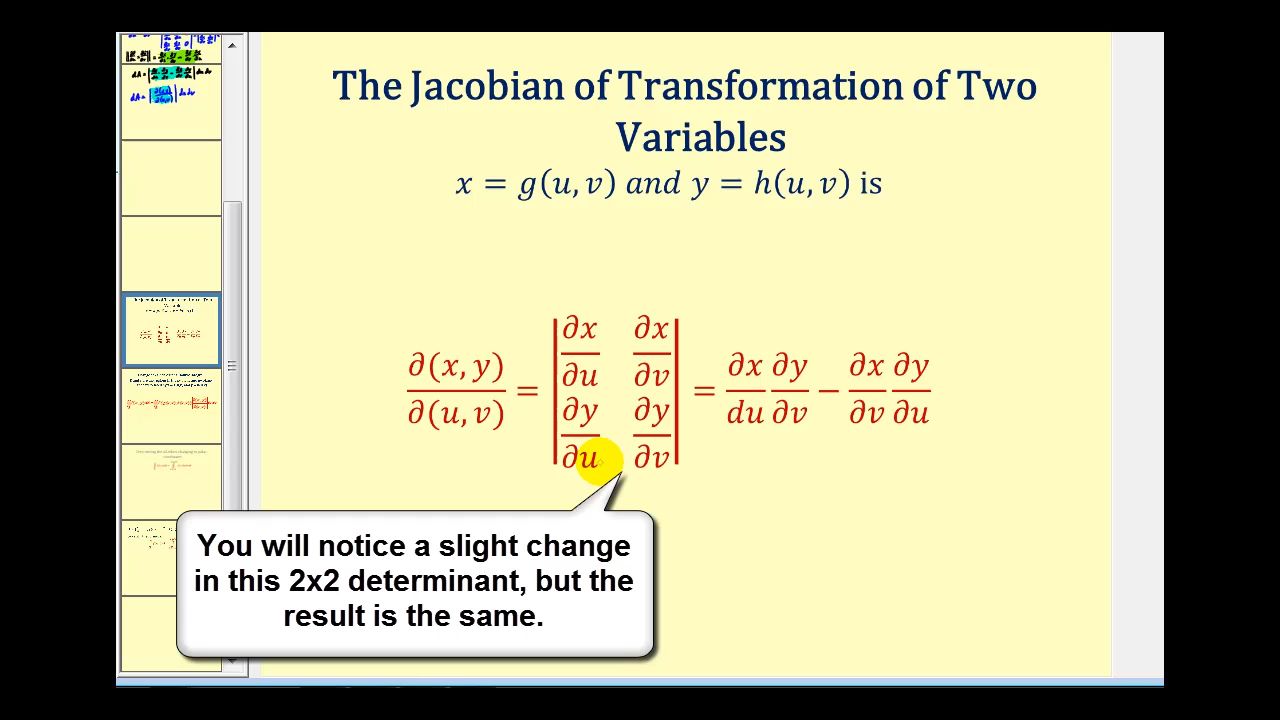 The Jacobian of Transformation of Two
Variables
x = g(u, v) and y = h(u, v) is
∂(x, y)/∂(u, v) = |∂x/∂u ∂x/∂v; ∂y/∂u ∂y/∂v| = ∂x/du ∂y/∂v − ∂x/∂v ∂y/∂u
You will notice a slight change
in this 2x2 determinant, but the
result is the same.